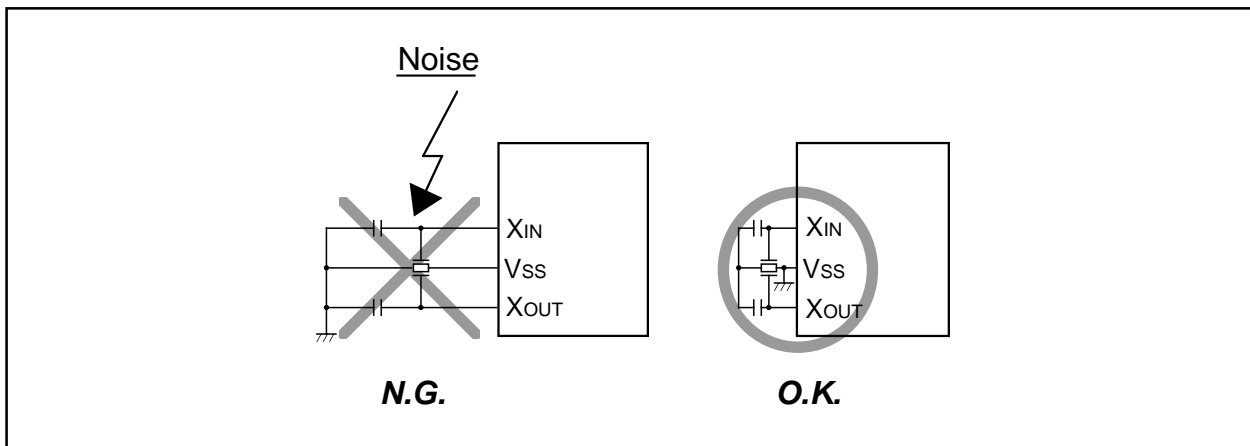 Noise
XIN
VSS
XOUT
N.G.
XIN
VSS
XOUT
O.K.